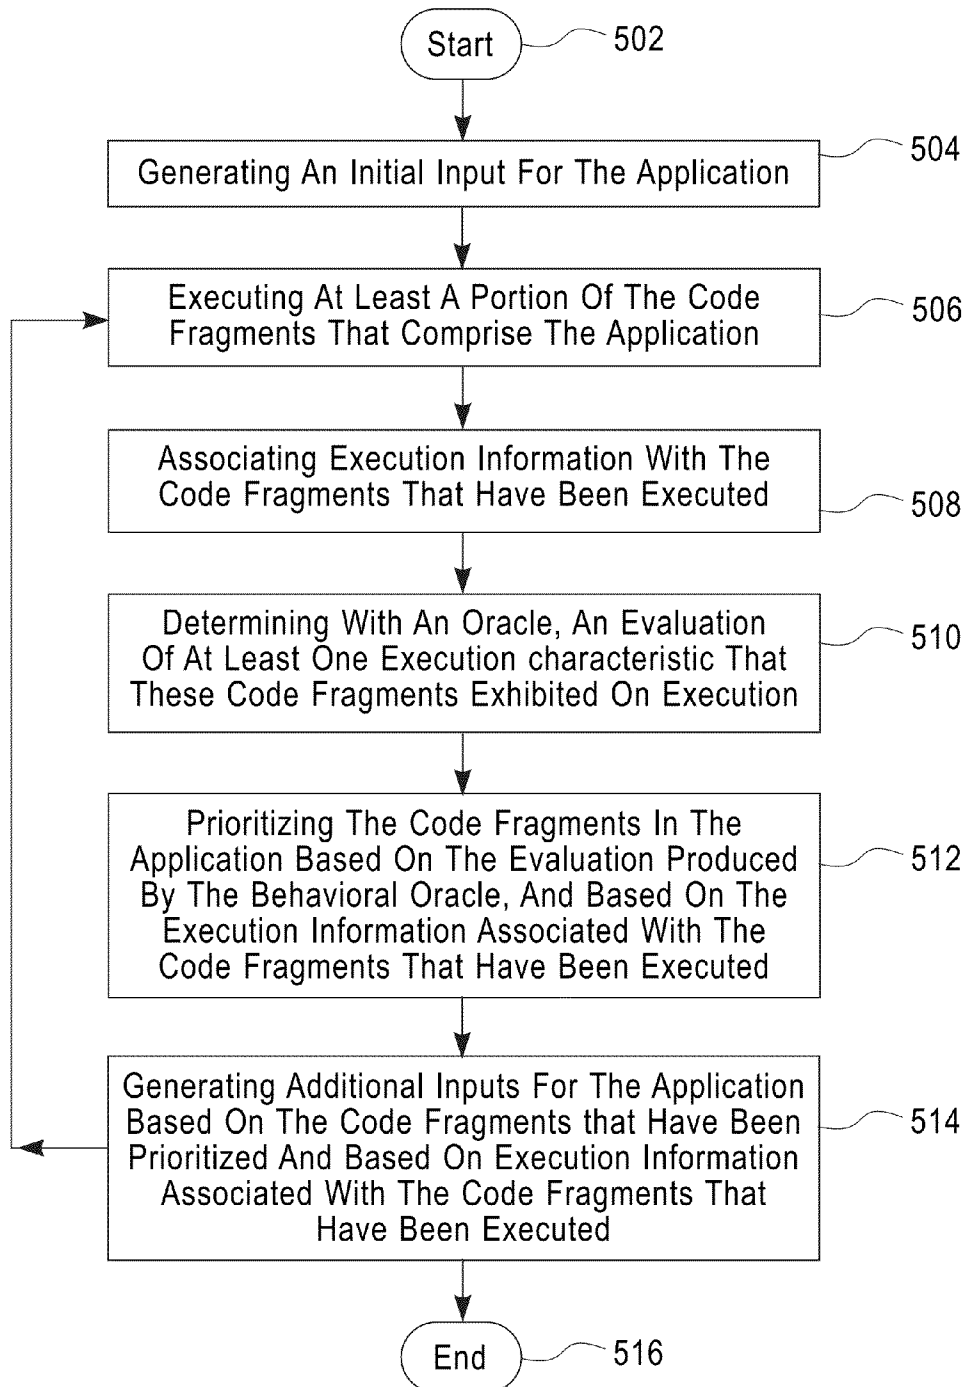 Start
502
Generating An Initial Input For The Application
504
Executing At Least A Portion Of The Code
Fragments That Comprise The Application
506
Associating Execution Information With The
Code Fragments That Have Been Executed
508
Determining With An Oracle, An Evaluation
Of At Least One Execution characteristic That
These Code Fragments Exhibited On Execution
510
Prioritizing The Code Fragments In The
Application Based On The Evaluation Produced
By The Behavioral Oracle, And Based On The
Execution Information Associated With The
Code Fragments That Have Been Executed
512
Generating Additional Inputs For The Application
Based On The Code Fragments that Have Been
Prioritized And Based On Execution Information
Associated With The Code Fragments That
Have Been Executed
514
End
516